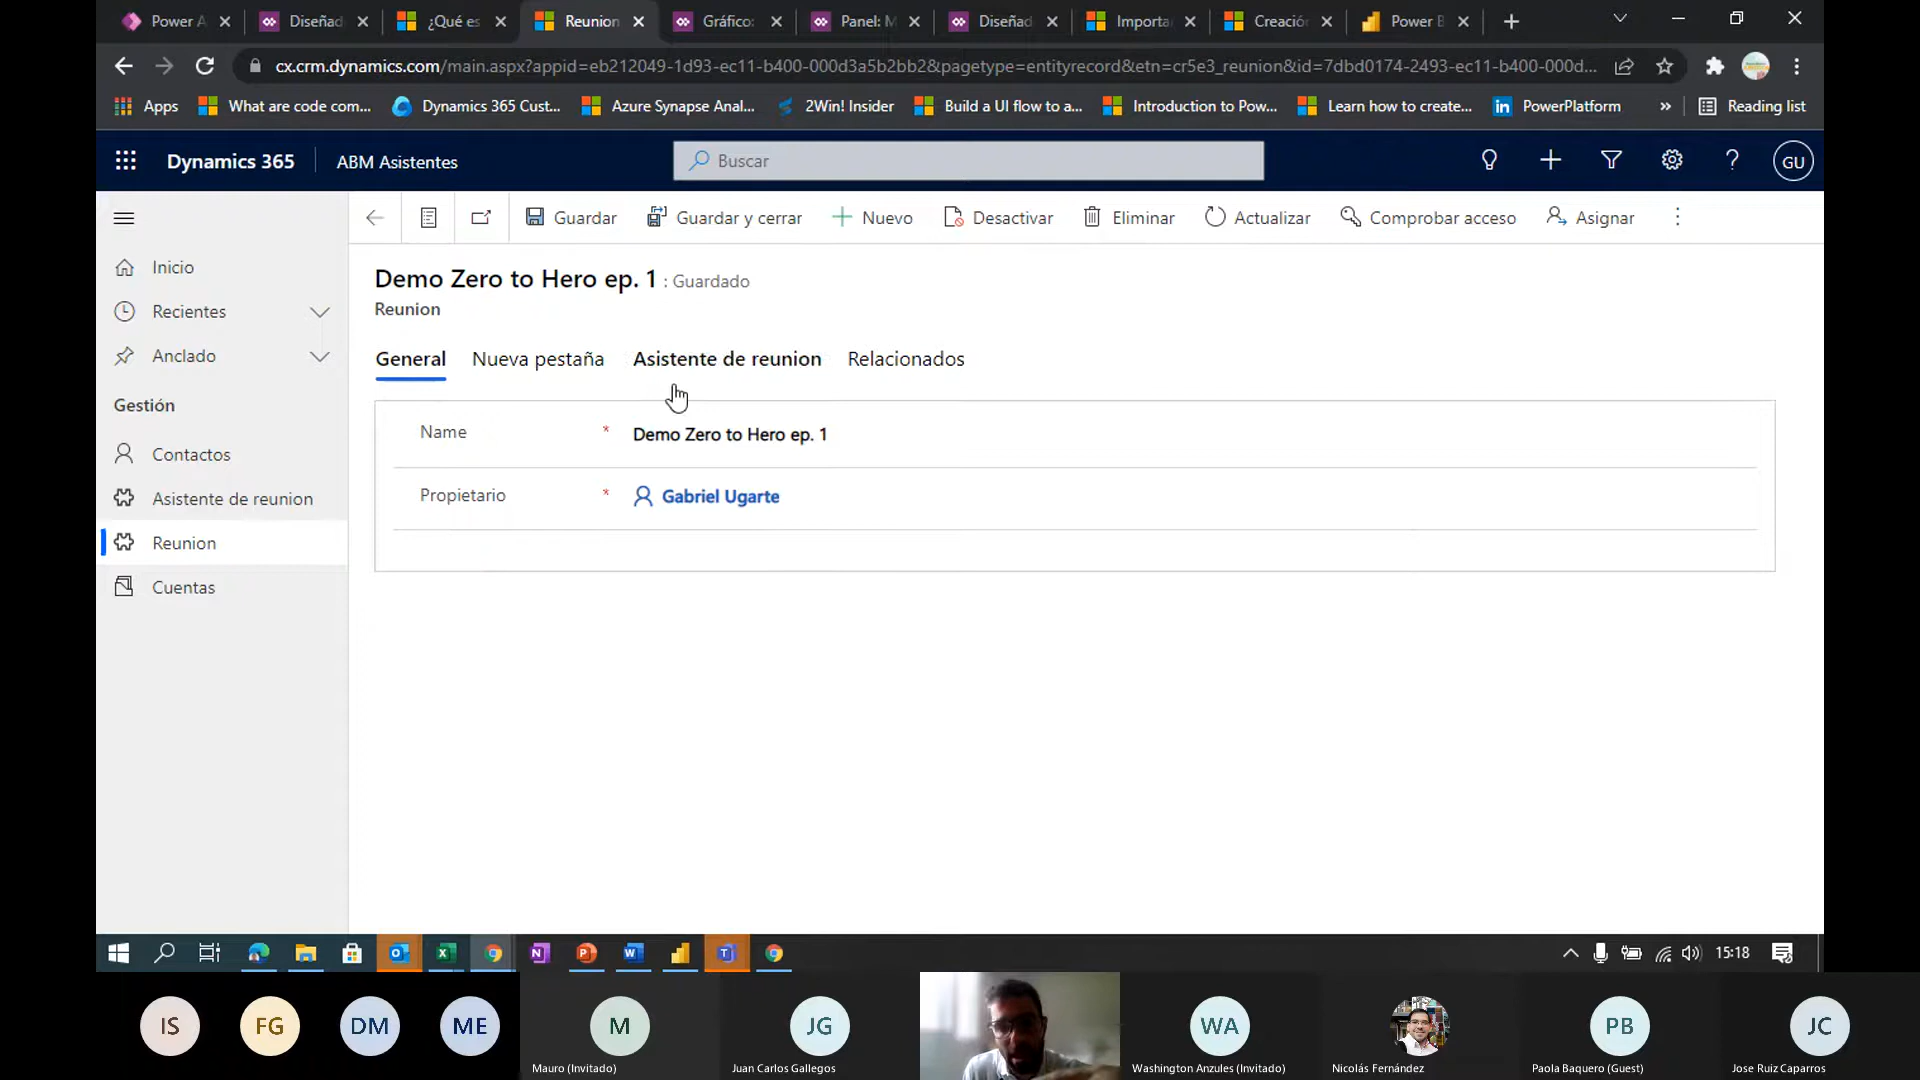 Power A
Diseñad
¿Qué es
Reunion
Gráfico:
Panel: M
Diseñad
Importa
Creación
Power B
cx.crm.dynamics.com/main.aspx?appid=eb212049-1d93-ec11-b400-000d3a5b2bb2&pagetype=entityrecord&etn=cr5e3_reunion&id=7dbd0174-2493-ec11-b400-000d...
Apps
What are code com...
Dynamics 365 Cust...
Azure Synapse Anal...
2Win! Insider
Build a UI flow to a...
Introduction to Pow...
Learn how to create...
in PowerPlatform
»
Reading list
Dynamics 365
ABM Asistentes
Buscar
GU
Guardar
Guardar y cerrar
Nuevo
Desactivar
Eliminar
Actualizar
Comprobar acceso
Asignar
Inicio
Recientes
Anclado
Gestión
Contactos
Asistente de reunion
Reunion
Cuentas
Demo Zero to Hero ep. 1 : Guardado
Reunion
General
Nueva pestaña
Asistente de reunion
Relacionados
Name * Demo Zero to Hero ep. 1
Propietario * Gabriel Ugarte
15:18
IS
FG
DM
ME
M
JG
WA
PB
JC
Mauro (Invitado)
Juan Carlos Gallegos
Washington Anzules (Invitado)
Nicolás Fernández
Paola Baquero (Guest)
Jose Ruiz Caparros